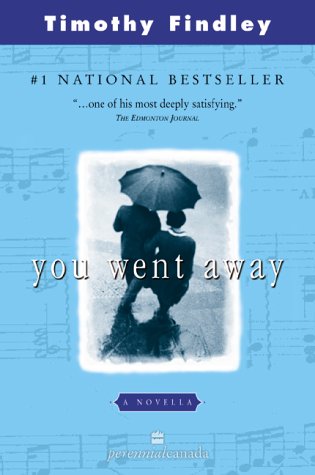 Timothy Findley
#1 NATIONAL BESTSELLER
“...one of his most deeply satisfying.”
THE EDMONTON JOURNAL
you went away
A NOVELLA
perennialcanada